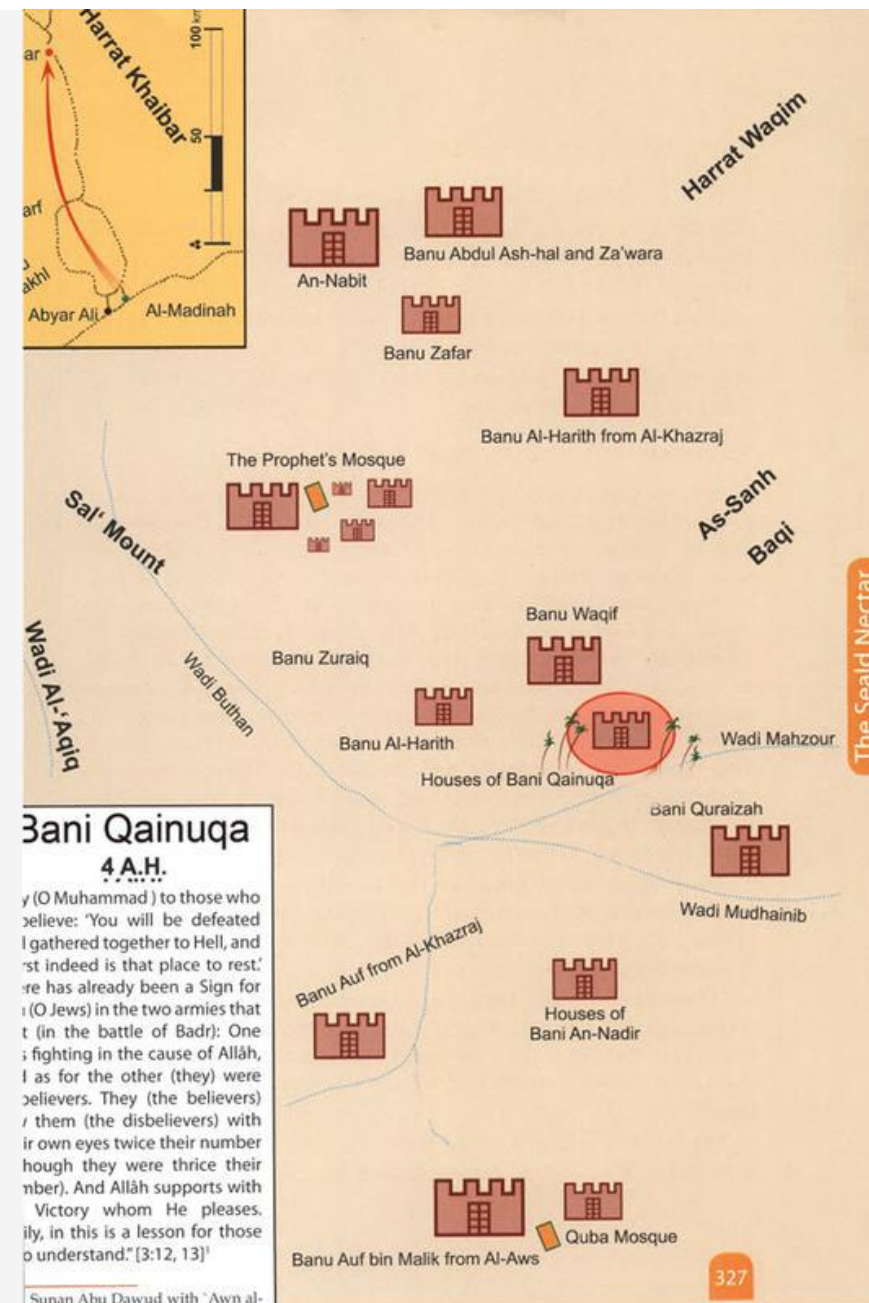 Harrat Khaibar
100 km
50
Abyar Ali
Al-Madinah
Harrat Waqim
An-Nabit
Banu Abdul Ash-hal and Za'wara
Banu Zafar
Banu Al-Harith from Al-Khazraj
The Prophet's Mosque
Sal‘ Mount
As-Sanh
Baqi
Banu Waqif
Wadi Al-‘Aqiq
Wadi Buthan
Banu Zuraiq
Banu Al-Harith
Houses of Bani Qainuqa
Wadi Mahzour
The Seald Nectar
Bani Quraizah
Wadi Mudhainib
Banu Auf from Al-Khazraj
Houses of
Bani An-Nadir
Banu Auf bin Malik from Al-Aws
Quba Mosque
327
Bani Qainuqa
4 A.H.
(O Muhammad ) to those who
believe: ‘You will be defeated
gathered together to Hell, and
indeed is that place to rest.’
has already been a Sign for
(O Jews) in the two armies that
(in the battle of Badr): One
fighting in the cause of Allâh,
as for the other (they) were
believers. They (the believers)
them (the disbelievers) with
own eyes twice their number
though they were thrice their
And Allâh supports with
Victory whom He pleases.
in this is a lesson for those
understand.” [3:12, 13]¹
Sunan Abu Dawud with `Awn al-